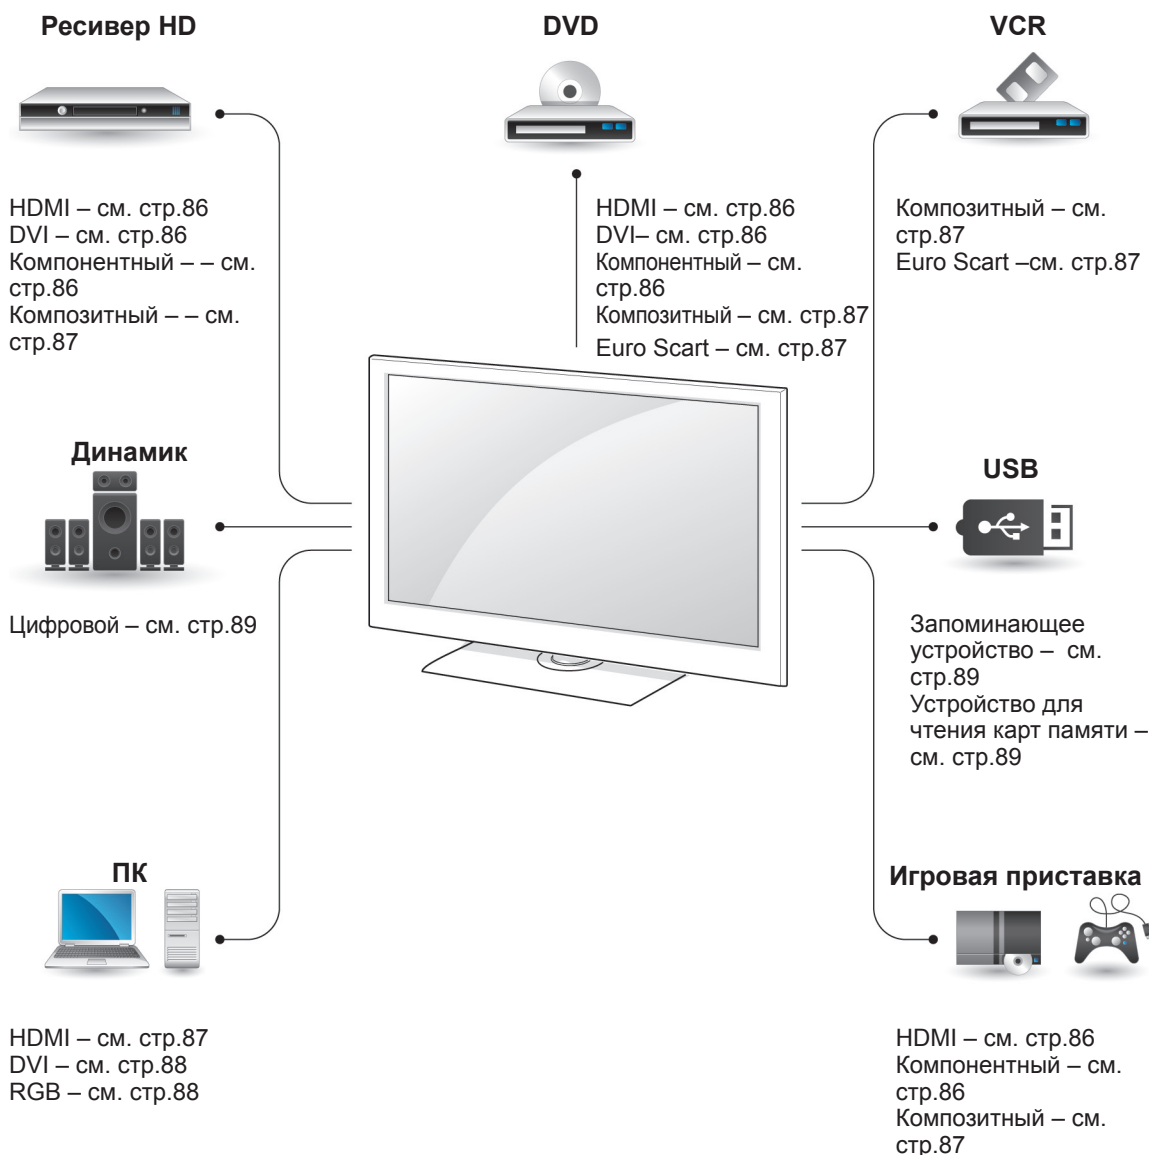 Ресивер HD
HDMI – см. стр.86
DVI – см. стр.86
Компонентный – – см.
стр.86
Композитный – – см.
стр.87
DVD
HDMI – см. стр.86
DVI– см. стр.86
Компонентный – см.
стр.86
Композитный – см. стр.87
Euro Scart – см. стр.87
VCR
Композитный – см.
стр.87
Euro Scart –см. стр.87
Динамик
Цифровой – см. стр.89
USB
Запоминающее
устройство –  см.
стр.89
Устройство для
чтения карт памяти –
см. стр.89
ПК
HDMI – см. стр.87
DVI – см. стр.88
RGB – см. стр.88
Игровая приставка
HDMI – см. стр.86
Компонентный – см.
стр.86
Композитный – см.
стр.87